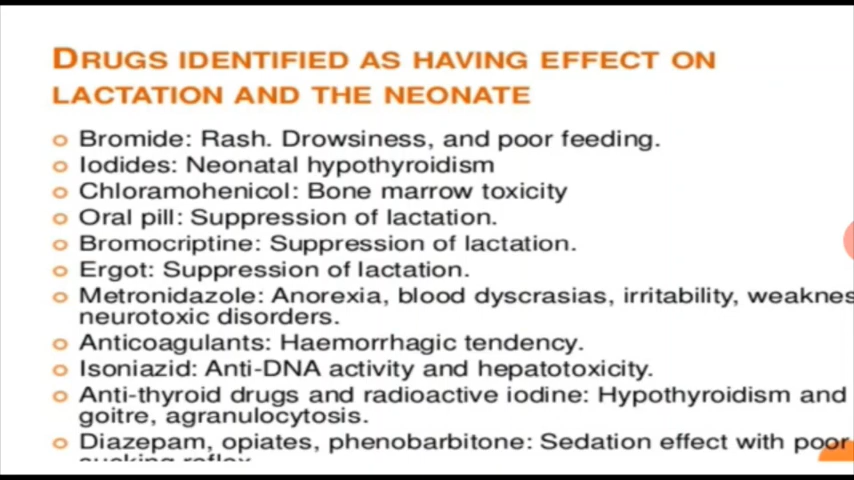 DRUGS IDENTIFIED AS HAVING EFFECT ON
LACTATION AND THE NEONATE
Bromide: Rash. Drowsiness, and poor feeding.
Iodides: Neonatal hypothyroidism
Chloramohenicol: Bone marrow toxicity
Oral pill: Suppression of lactation.
Bromocriptine: Suppression of lactation.
Ergot: Suppression of lactation.
Metronidazole: Anorexia, blood dyscrasias, irritability, weaknes
neurotoxic disorders.
Anticoagulants: Haemorrhagic tendency.
Isoniazid: Anti-DNA activity and hepatotoxicity.
Anti-thyroid drugs and radioactive iodine: Hypothyroidism and
goitre, agranulocytosis.
Diazepam, opiates, phenobarbitone: Sedation effect with poor